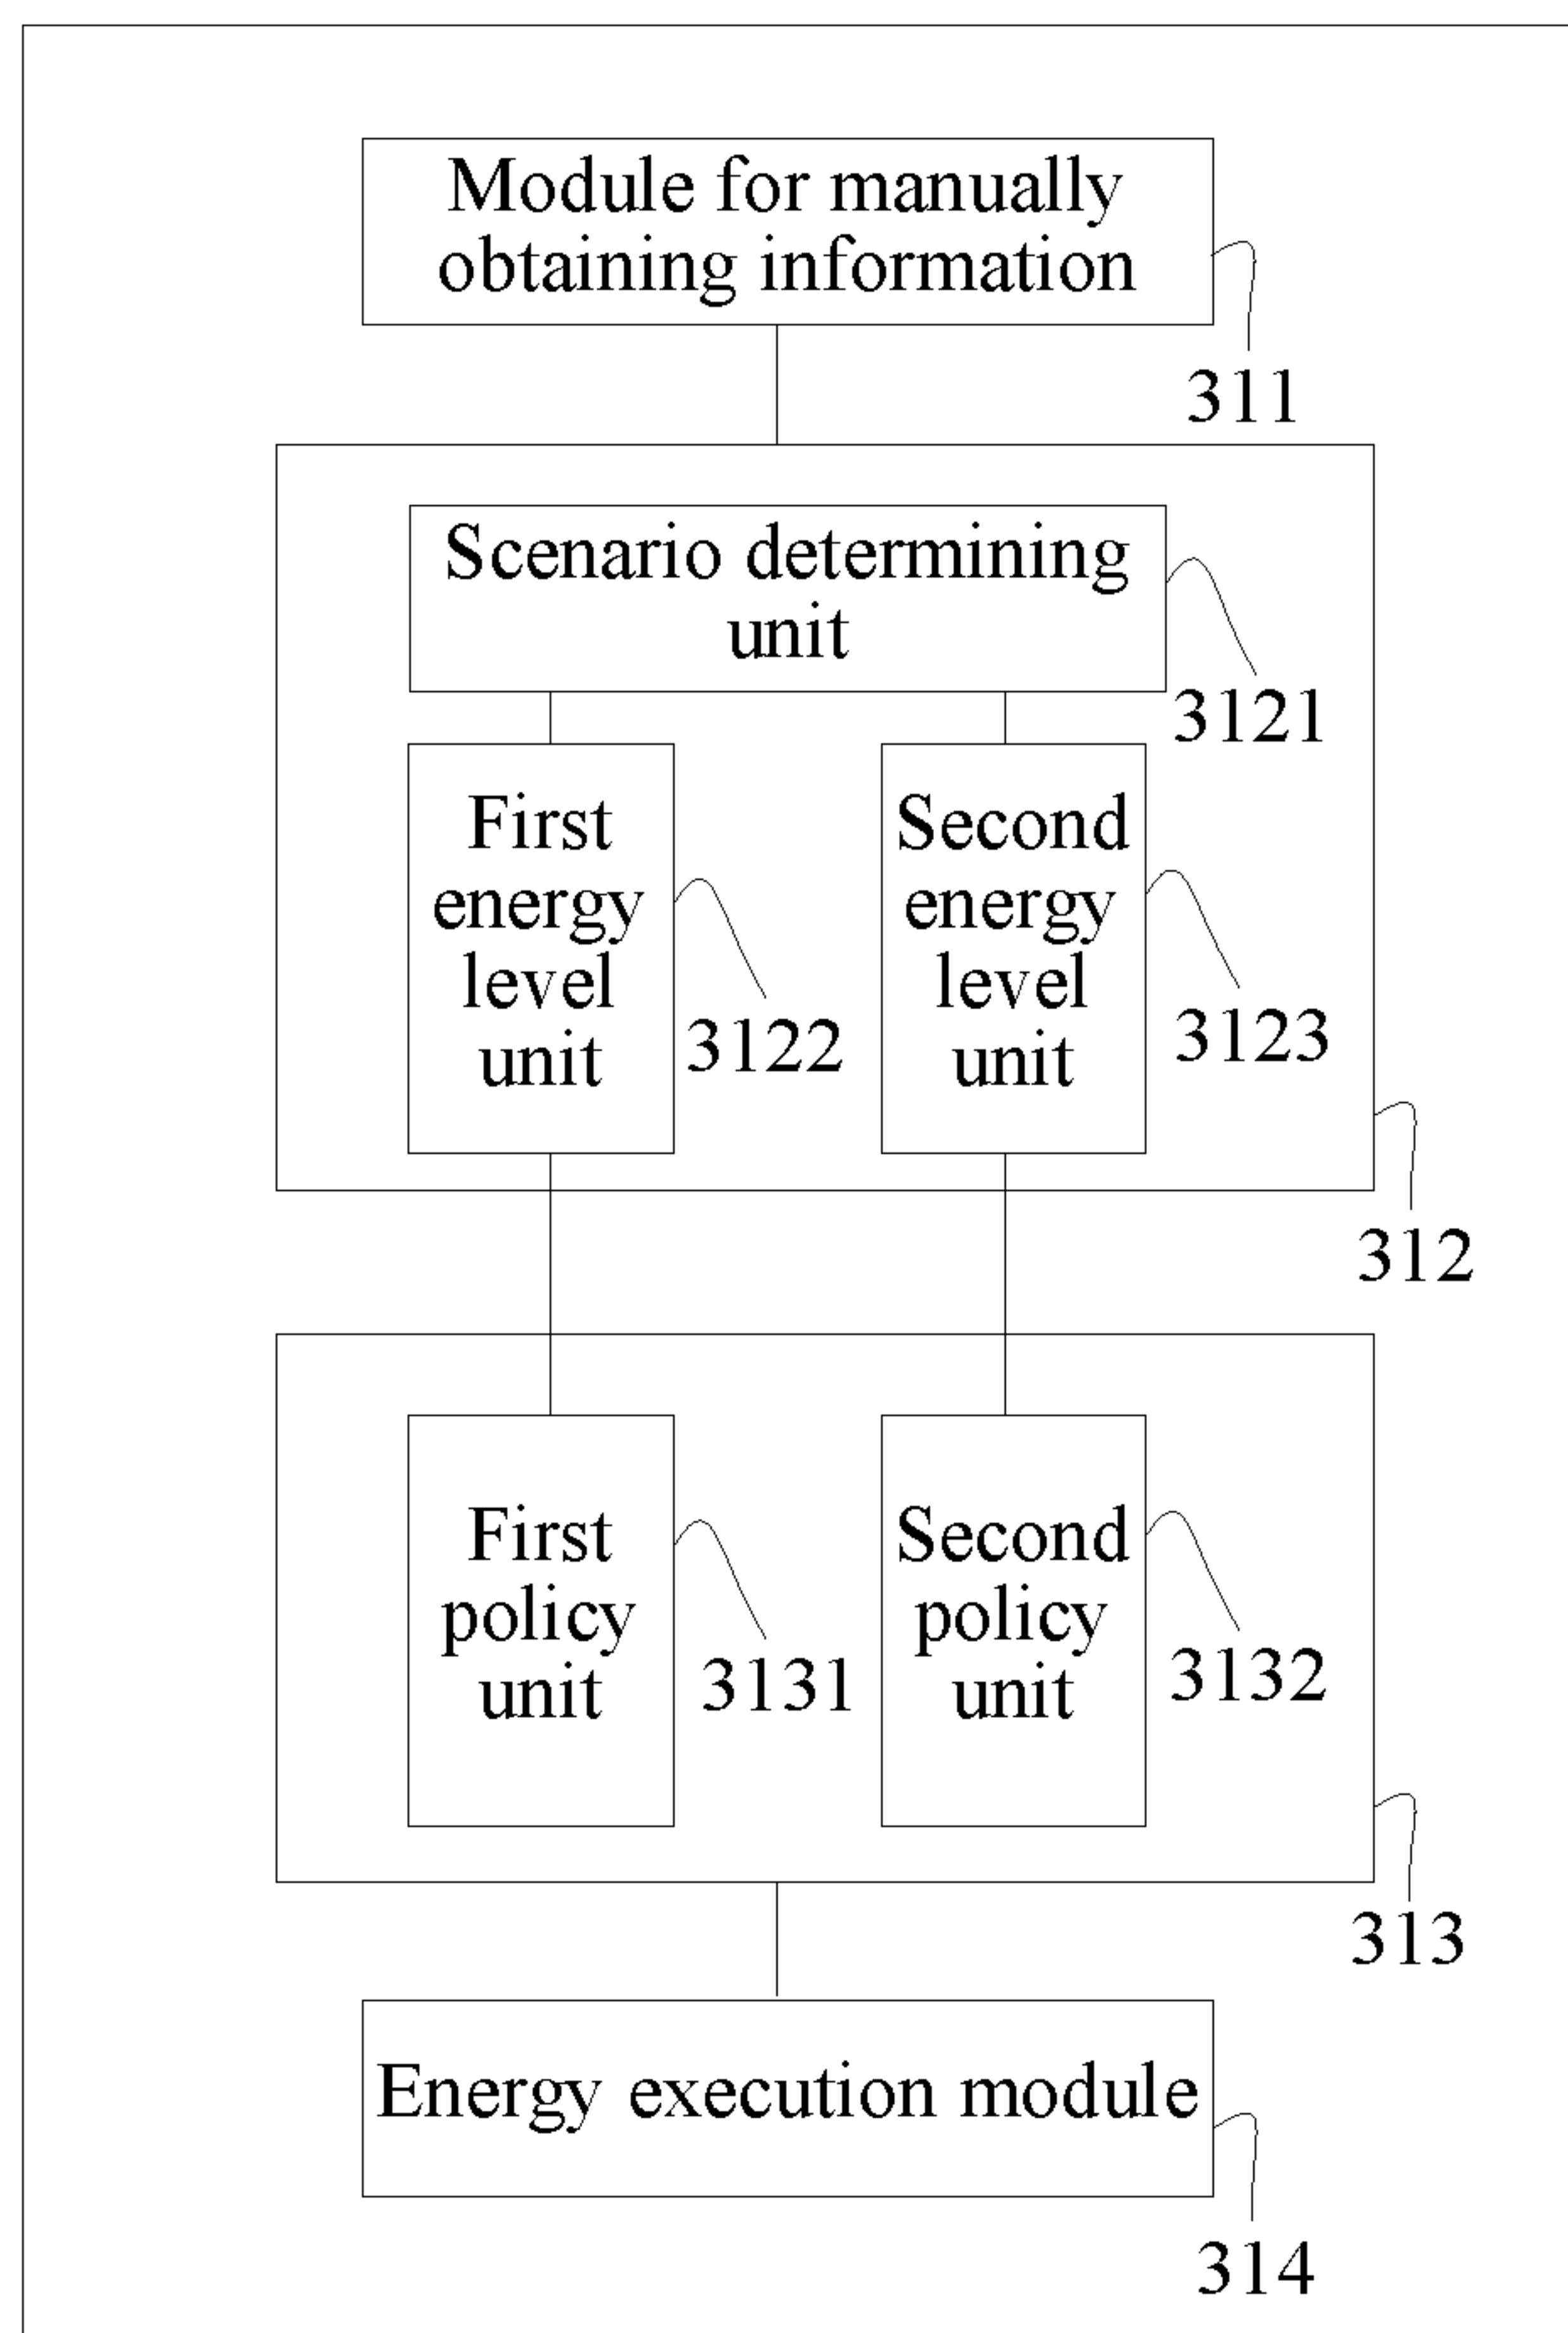 Module for manually
obtaining information
311
Scenario determining
unit
3121
First
energy
level
unit
3122
Second
energy
level
unit
3123
312
First
policy
unit
3131
Second
policy
unit
3132
313
Energy execution module
314